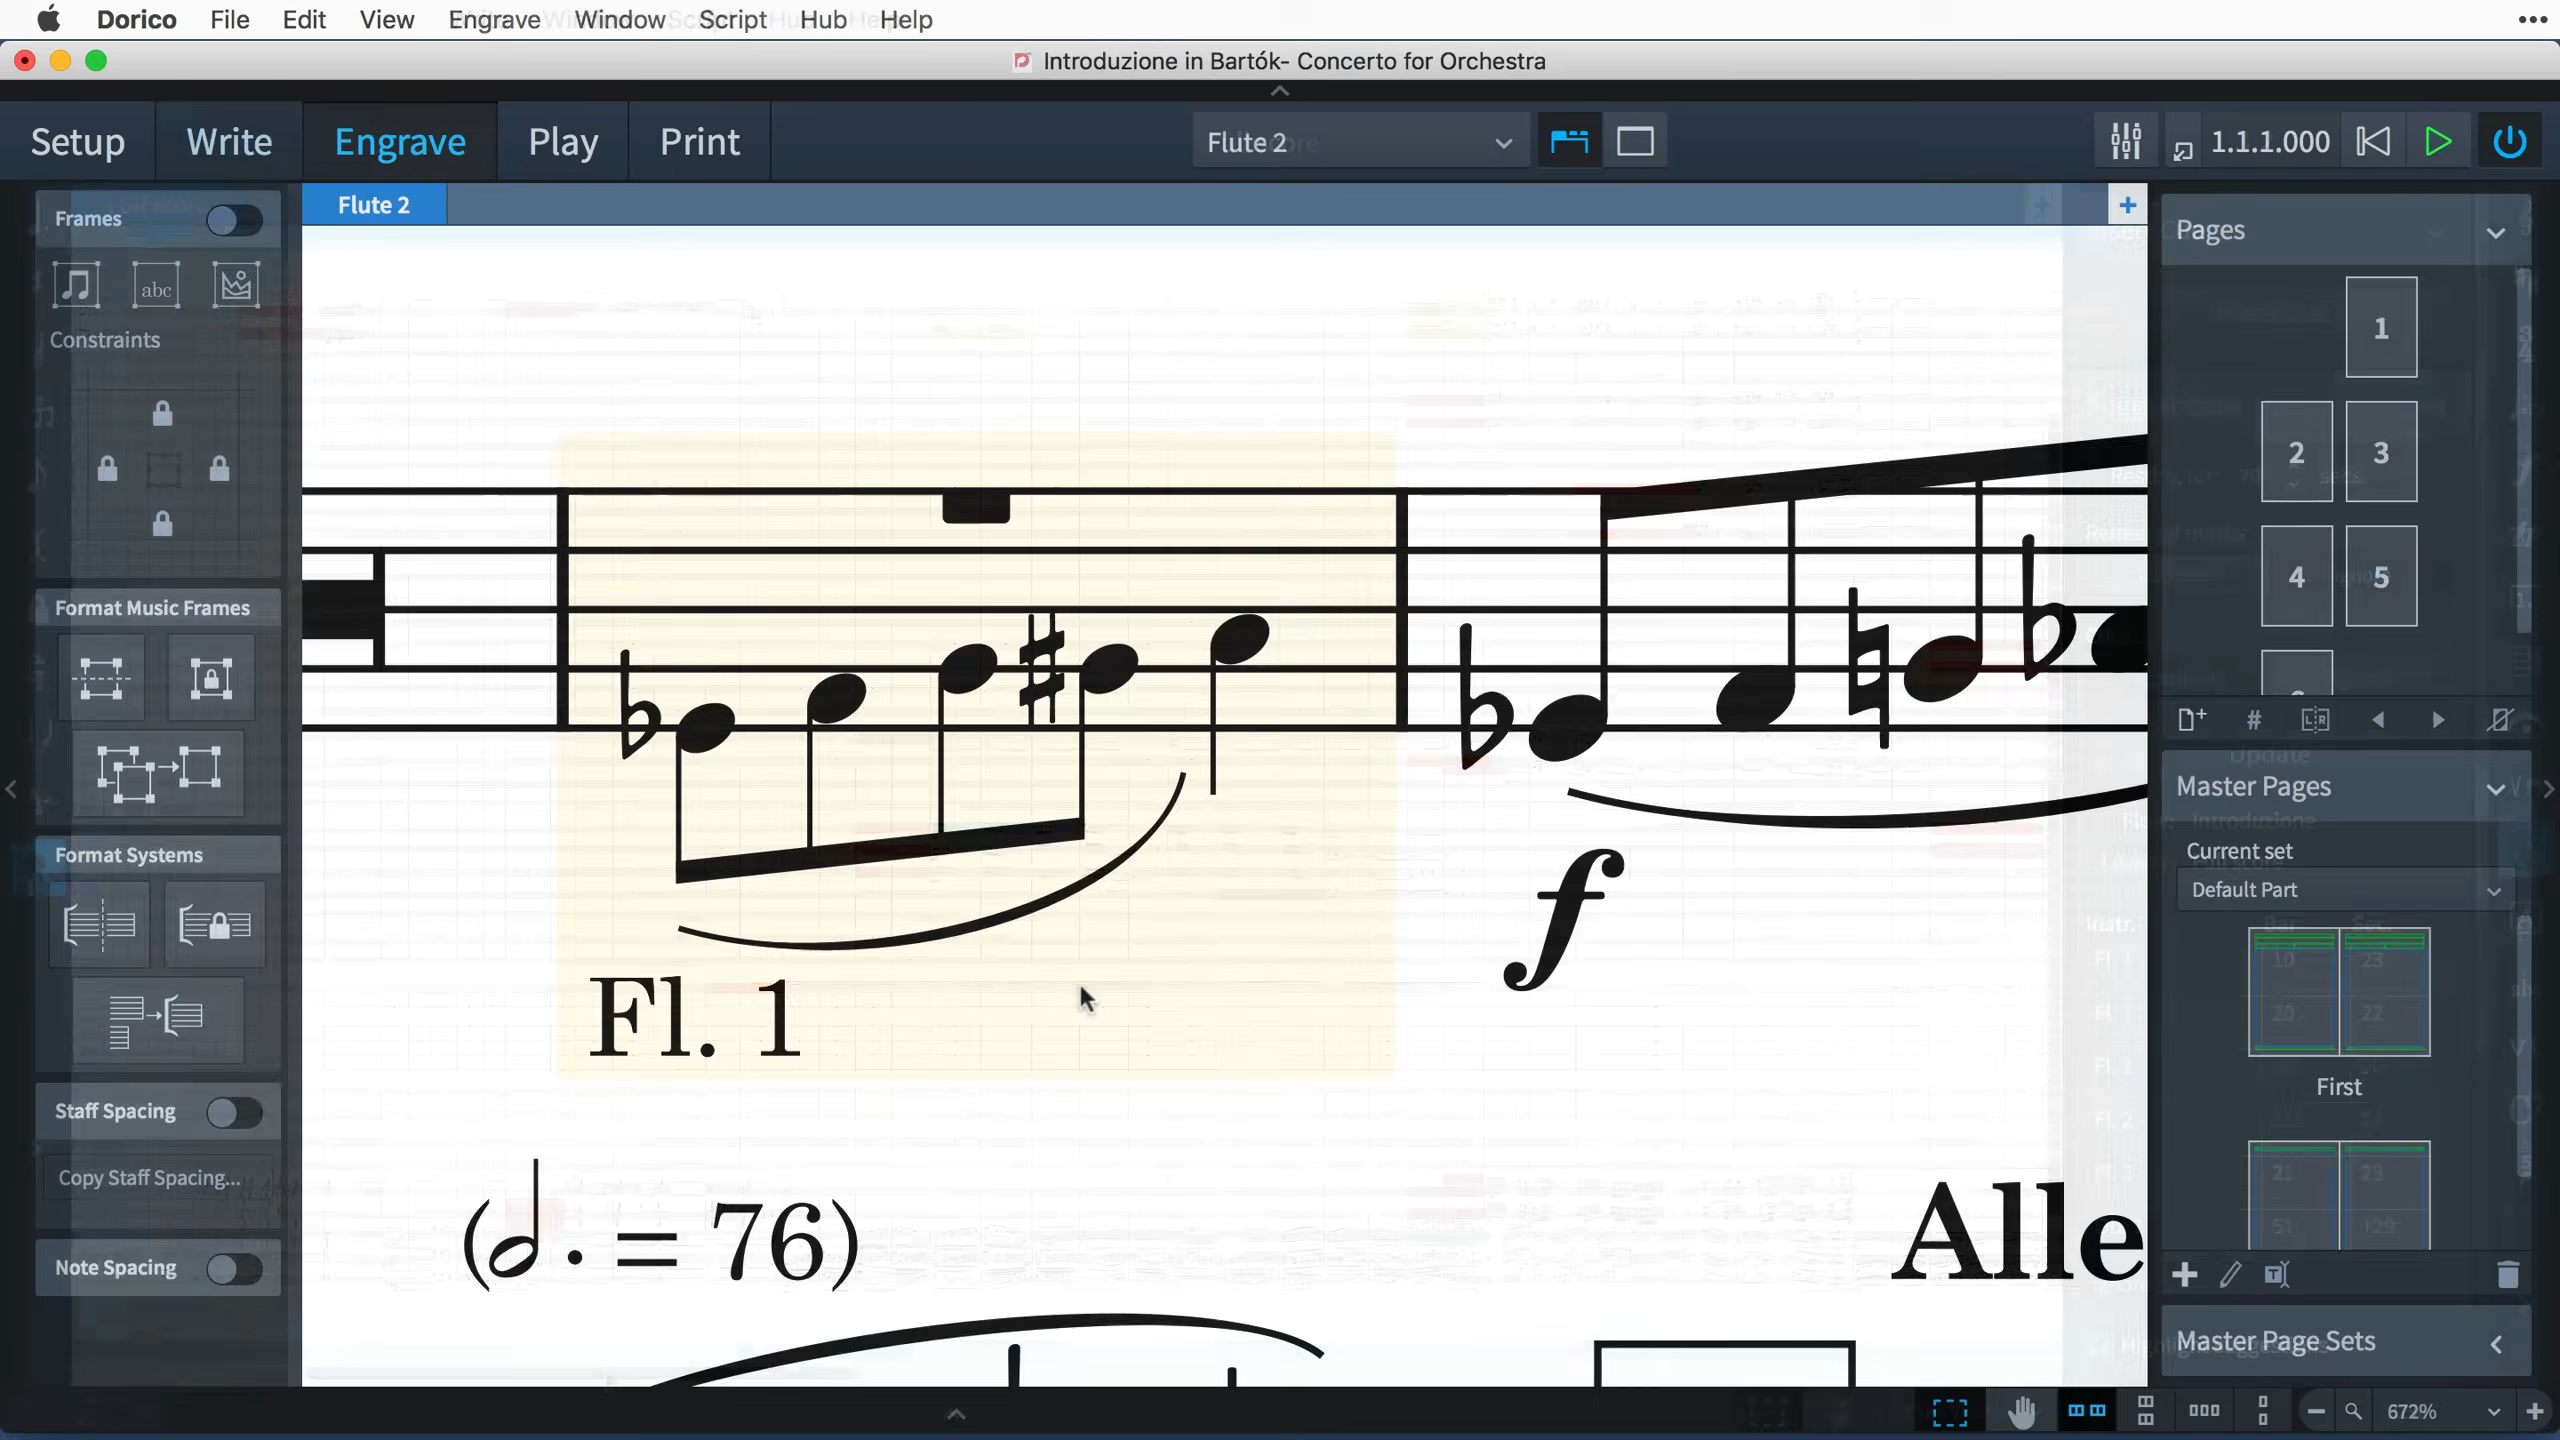 Dorico File Edit View Engrave Window Script Hub Help
Introduzione in Bartók- Concerto for Orchestra
Setup Write Engrave Play Print
Flute 2
1.1.1.000
Flute 2
Frames
abc
Constraints
Format Music Frames
Format Systems
Staff Spacing
Copy Staff Spacing...
Note Spacing
Fl. 1
f
( . = 76)
Alle
Pages
1
2 3
4 5
#
L R
Master Pages
Current set
Default Part
First
Master Page Sets
672%